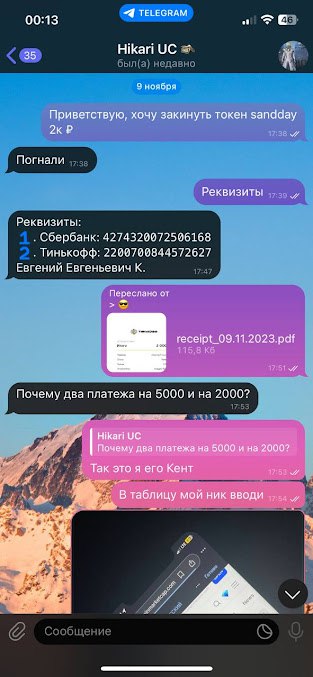 TELEGRAM
00:13
46
35
Hikari UC
был(а) недавно
9 ноября
Приветствую, хочу закинуть токен sandday
2к ₽
17:38
Погнали
17:38
Реквизиты
17:39
Реквизиты:
1. Сбербанк: 4274320072506168
2. Тинькофф: 2200700844572627
Евгений Евгеньевич К.
17:47
Переслано от
>
receipt_09.11.2023.pdf
115,8 Кб
17:51
Почему два платежа на 5000 и на 2000?
17:53
Hikari UC
Почему два платежа на 5000 и на 2000?
Так это я его Кент
17:53
В таблицу мой ник вводи
17:54
Сообщение